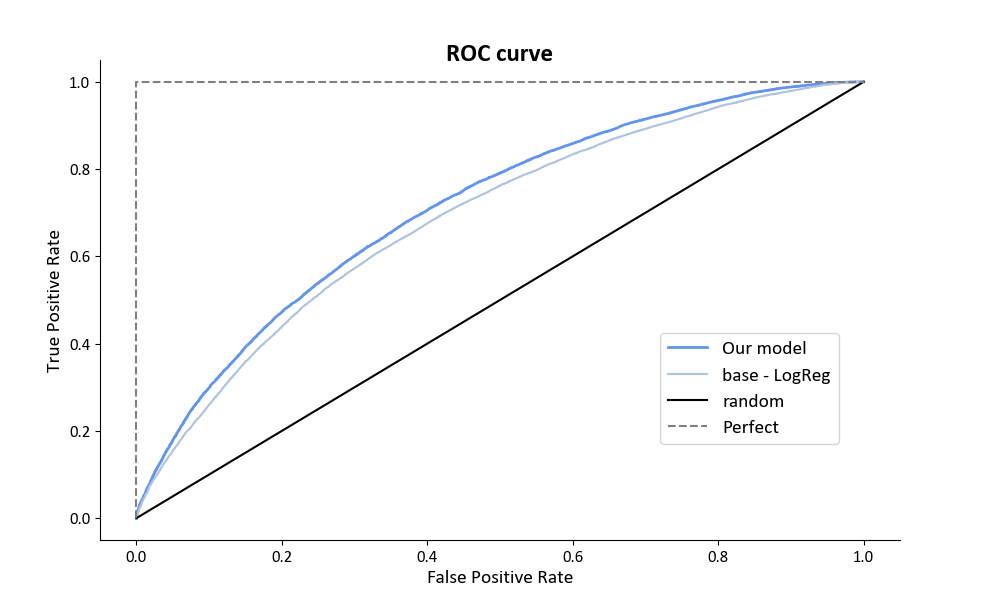 ROC curve
1.0
0.8
0.6
0.4
0.2
0.0
True Positive Rate
Our model
base - LogReg
random
Perfect
0.0 0.2 0.4 0.6 0.8 1.0
False Positive Rate